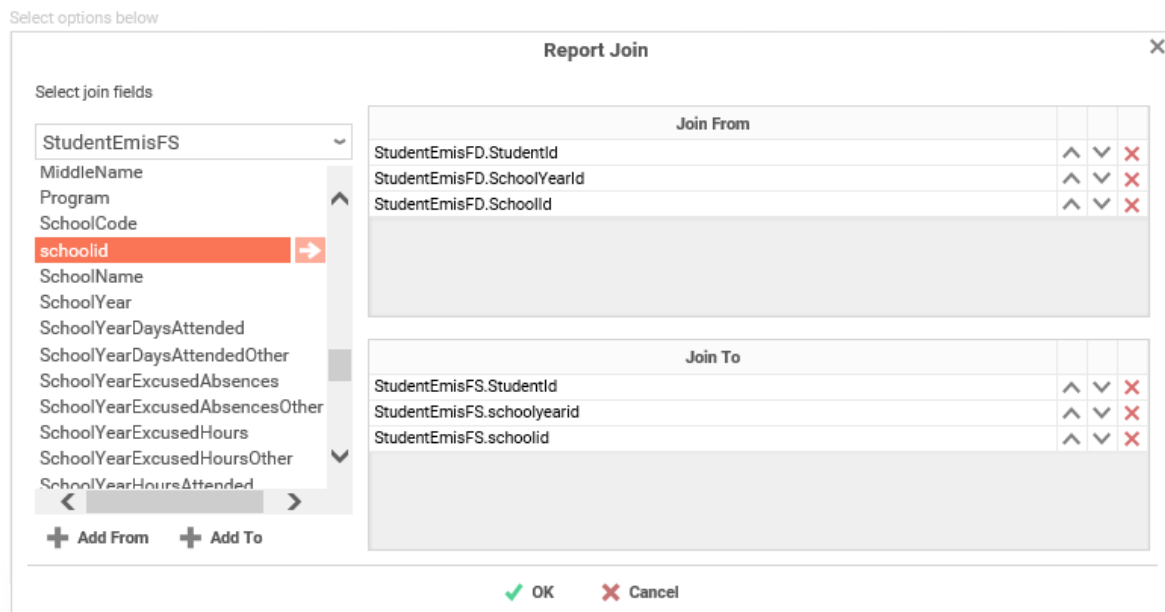 Select options below
Report Join
Select join fields
StudentEmisFS
MiddleName
Program
SchoolCode
schoolid
SchoolName
SchoolYear
SchoolYearDaysAttended
SchoolYearDaysAttendedOther
SchoolYearExcusedAbsences
SchoolYearExcusedAbsencesOther
SchoolYearExcusedHours
SchoolYearExcusedHoursOther
SchoolYearHoursAttended
Add From Add To
Join From
StudentEmisFD.StudentId
StudentEmisFD.SchoolYearId
StudentEmisFD.SchoolId
Join To
StudentEmisFS.StudentId
StudentEmisFS.schoolyearid
StudentEmisFS.schoolid
OK Cancel